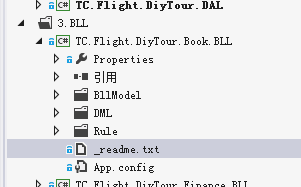 C# TC.Flight.DiyTour.DAL
3.BLL
C# TC.Flight.DiyTour.Book.BLL
Properties
引用
BllModel
DML
Rule
_readme.txt
App.config
C# TC.Flight.DiyTour.Finance.BLL